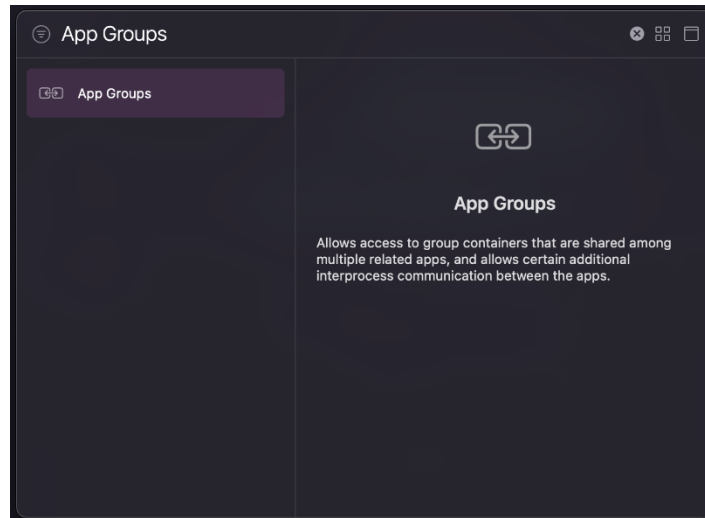 App Groups
App Groups
App Groups
Allows access to group containers that are shared among
multiple related apps, and allows certain additional
interprocess communication between the apps.